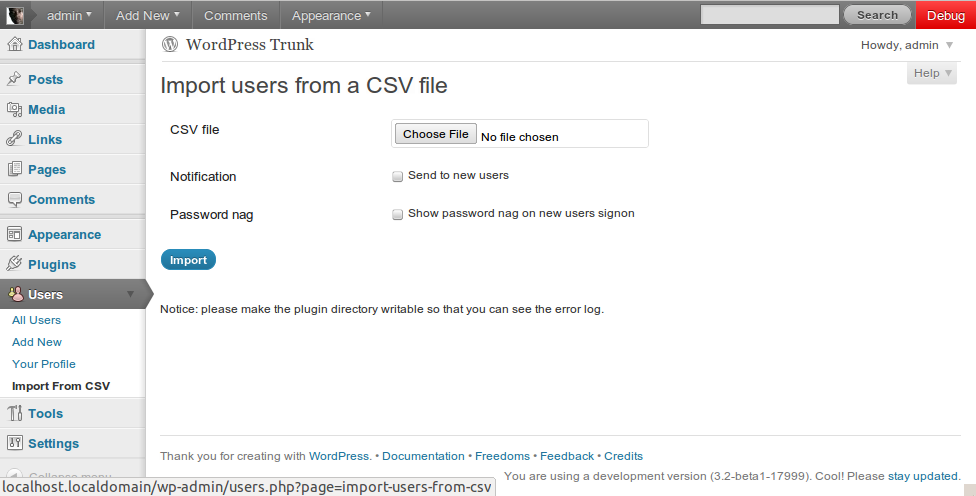 admin Add New Comments Appearance Search Debug
Dashboard
Posts
Media
Links
Pages
Comments
Appearance
Plugins
Users
All Users
Add New
Your Profile
Import From CSV
Tools
Settings
Collapse menu
WordPress Trunk
Howdy, admin
Help
Import users from a CSV file
CSV file Choose File No file chosen
Notification Send to new users
Password nag Show password nag on new users signon
Import
Notice: please make the plugin directory writable so that you can see the error log.
Thank you for creating with WordPress. • Documentation • Freedoms • Feedback • Credits
You are using a development version (3.2-beta1-17999). Cool! Please stay updated.
localhost.localdomain/wp-admin/users.php?page=import-users-from-csv